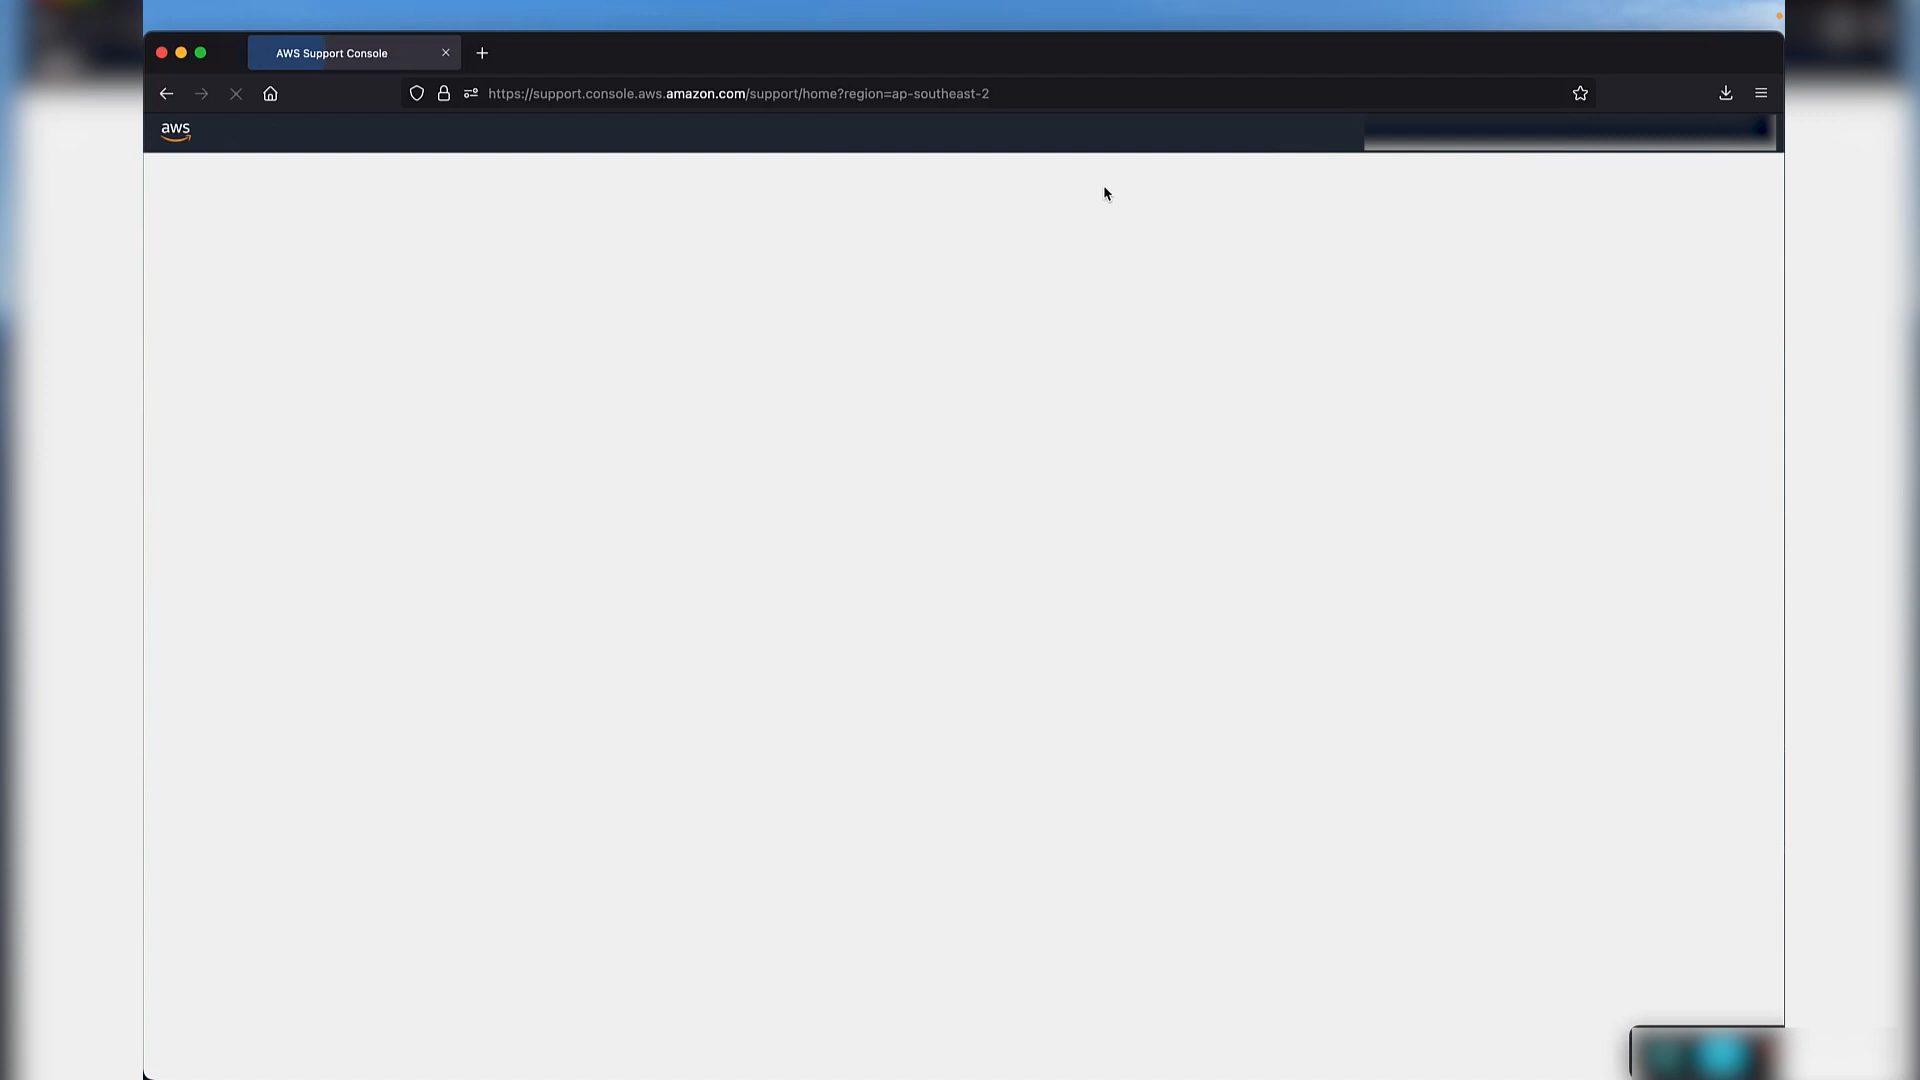 AWS Support Console
https://support.console.aws.amazon.com/support/home?region=ap-southeast-2
aws